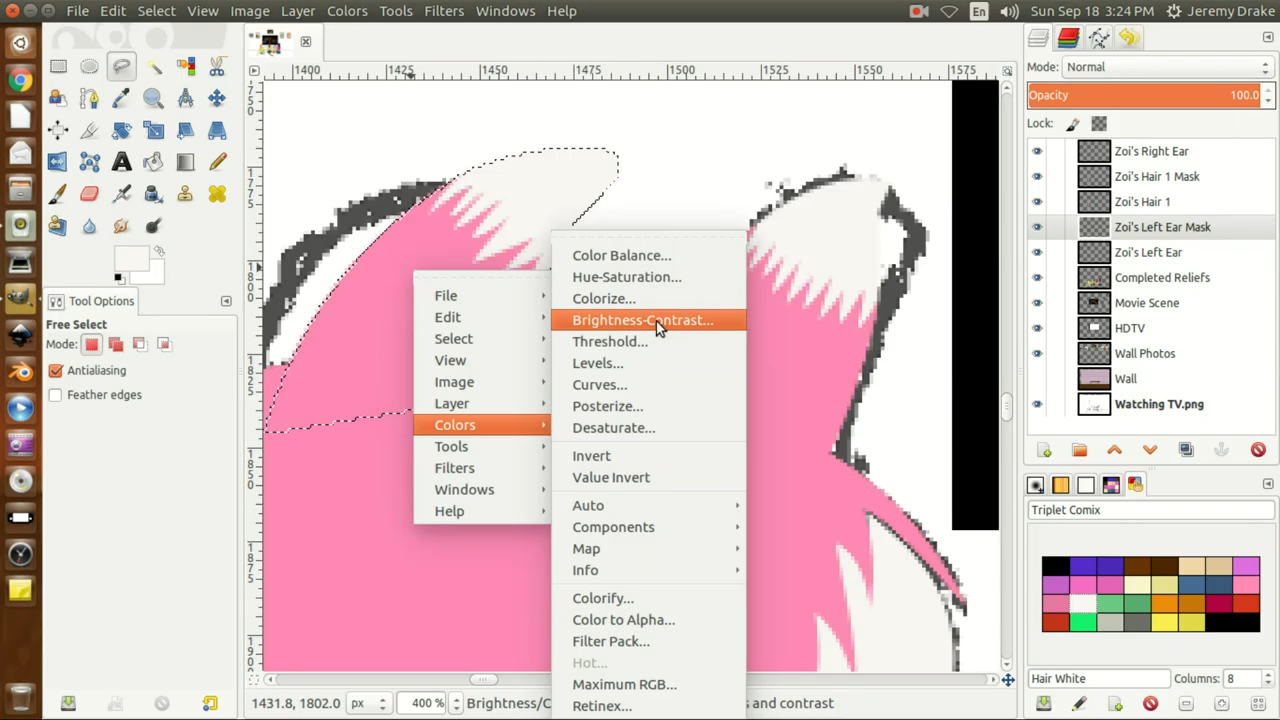 File Edit Select View Image Layer Colors Tools Filters Windows Help En Sun Sep 18 3:24 PM Jeremy Drake
1400 1425 1450 1475 1500 1525 1550 1575
Mode: Normal
Opacity 100.0
Lock:
Zoi's Right Ear
Zoi's Hair 1 Mask
Zoi's Hair 1
Zoi's Left Ear Mask
Zoi's Left Ear
Completed Reliefs
Movie Scene
HDTV
Wall Photos
Wall
Watching TV.png
Tool Options
Free Select
Mode:
Antialiasing
Feather edges
File
Edit
Select
View
Image
Layer
Colors
Tools
Filters
Windows
Help
Color Balance...
Hue-Saturation...
Colorize...
Brightness-Contrast...
Threshold...
Levels...
Curves...
Posterize...
Desaturate...
Invert
Value Invert
Auto
Components
Map
Info
Colorify...
Color to Alpha...
Filter Pack...
Hot...
Maximum RGB...
Retinex...
Triplet Comix
Hair White Columns: 8
1431.8, 1802.0 px 400 % Brightness/C s and contrast